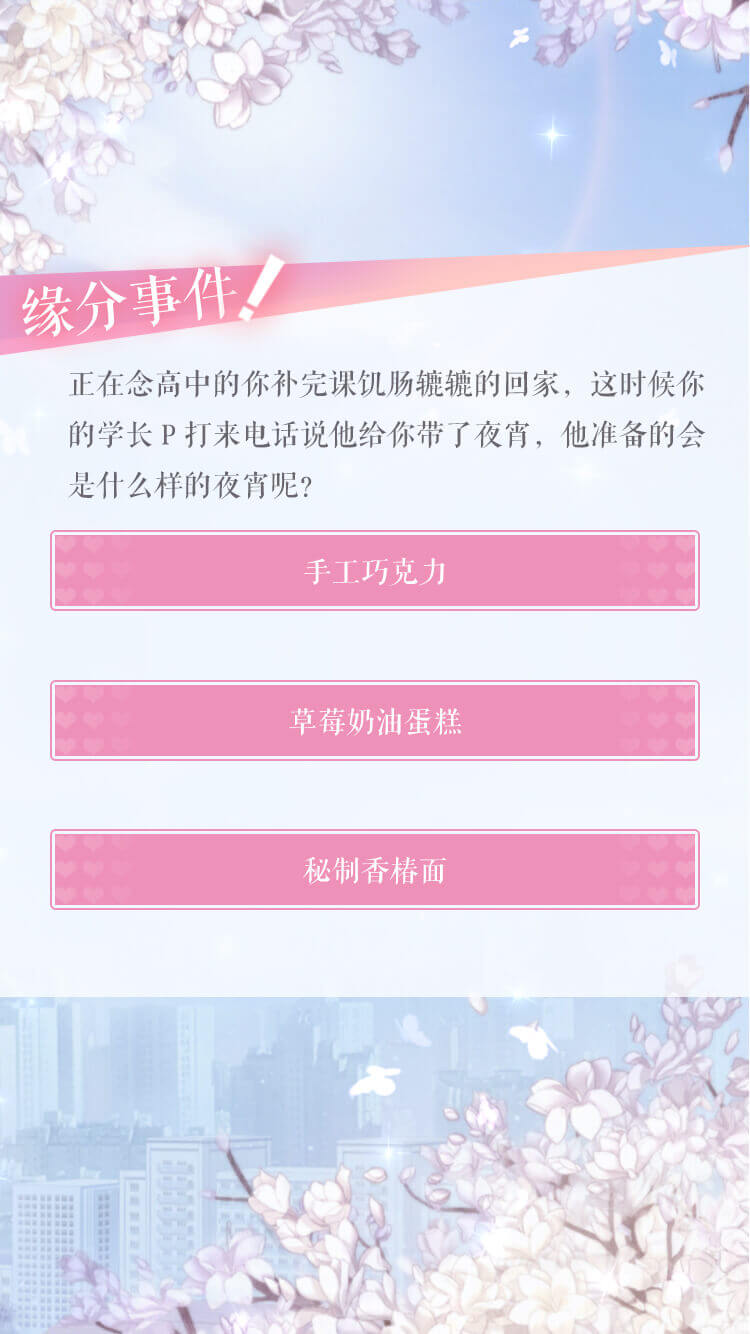 缘分事件!
正在念高中的你补完课饥肠辘辘的回家，这时候你
的学长 P 打来电话说他给你带了夜宵，他准备的会
是什么样的夜宵呢？
手工巧克力
草莓奶油蛋糕
秘制香椿面